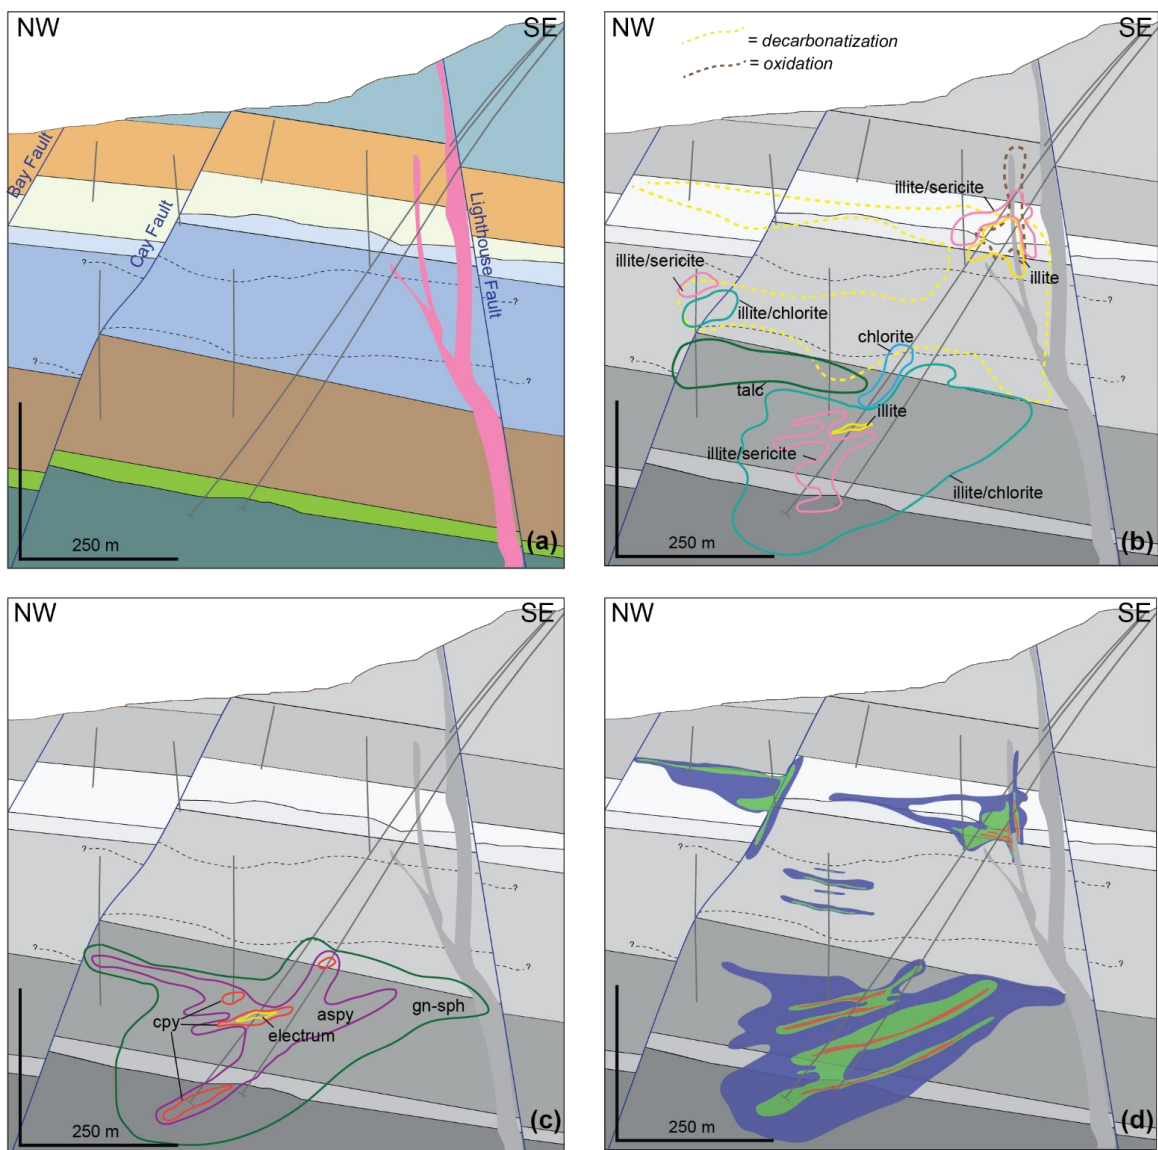 NW
SE
Bay Fault
Cay Fault
Lighthouse Fault
?
?
?
?
250 m
(a)
NW
SE
= decarbonatization
= oxidation
illite/sericite
illite
illite/sericite
illite/chlorite
?
?
chlorite
talc
?
?
illite
illite/sericite
illite/chlorite
250 m
(b)
NW
SE
?
?
?
?
cpy
aspy
gn-sph
electrum
250 m
(c)
NW
SE
?
?
?
?
250 m
(d)